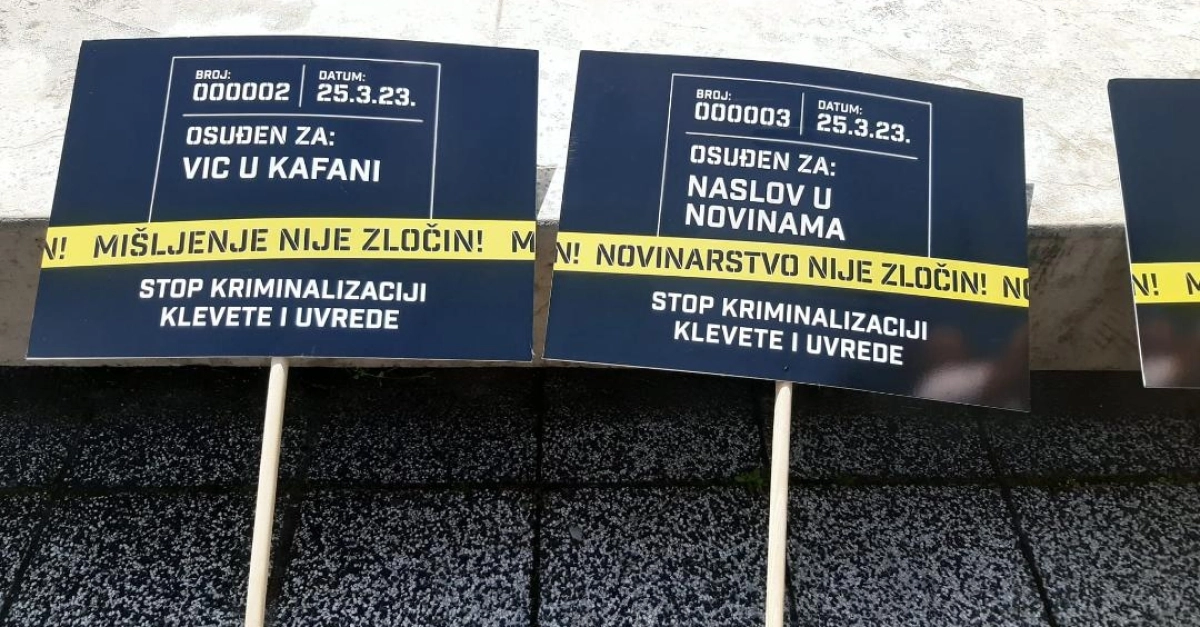 BROJ:
000002
DATUM:
25.3.23.
OSUĐEN ZA:
VIC U KAFANI
N! MIŠLJENJE NIJE ZLOČIN! M
STOP KRIMINALIZACIJI
KLEVETE I UVREDE
BROJ:
000003
DATUM:
25.3.23.
OSUĐEN ZA:
NASLOV U
NOVINAMA
N! NOVINARSTVO NIJE ZLOČIN! NO
STOP KRIMINALIZACIJI
KLEVETE I UVREDE
N! M